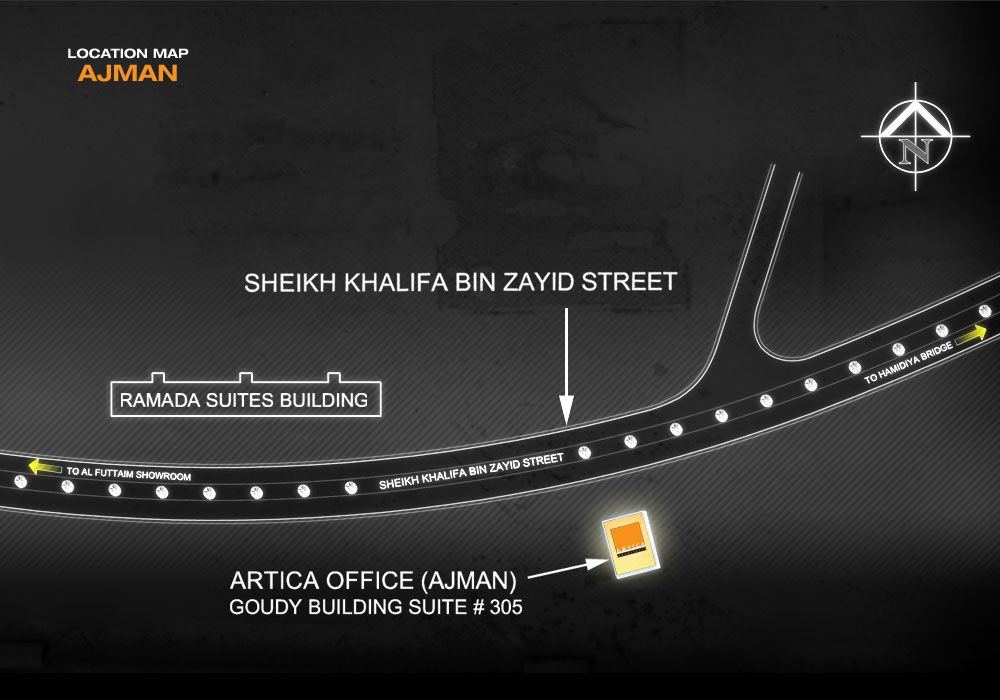 LOCATION MAP
AJMAN
N
SHEIKH KHALIFA BIN ZAYID STREET
TO HAMIDIYA BRIDGE
RAMADA SUITES BUILDING
TO AL FUTTAIM SHOWROOM
SHEIKH KHALIFA BIN ZAYID STREET
ARTICA
ARTICA OFFICE (AJMAN)
GOUDY BUILDING SUITE # 305